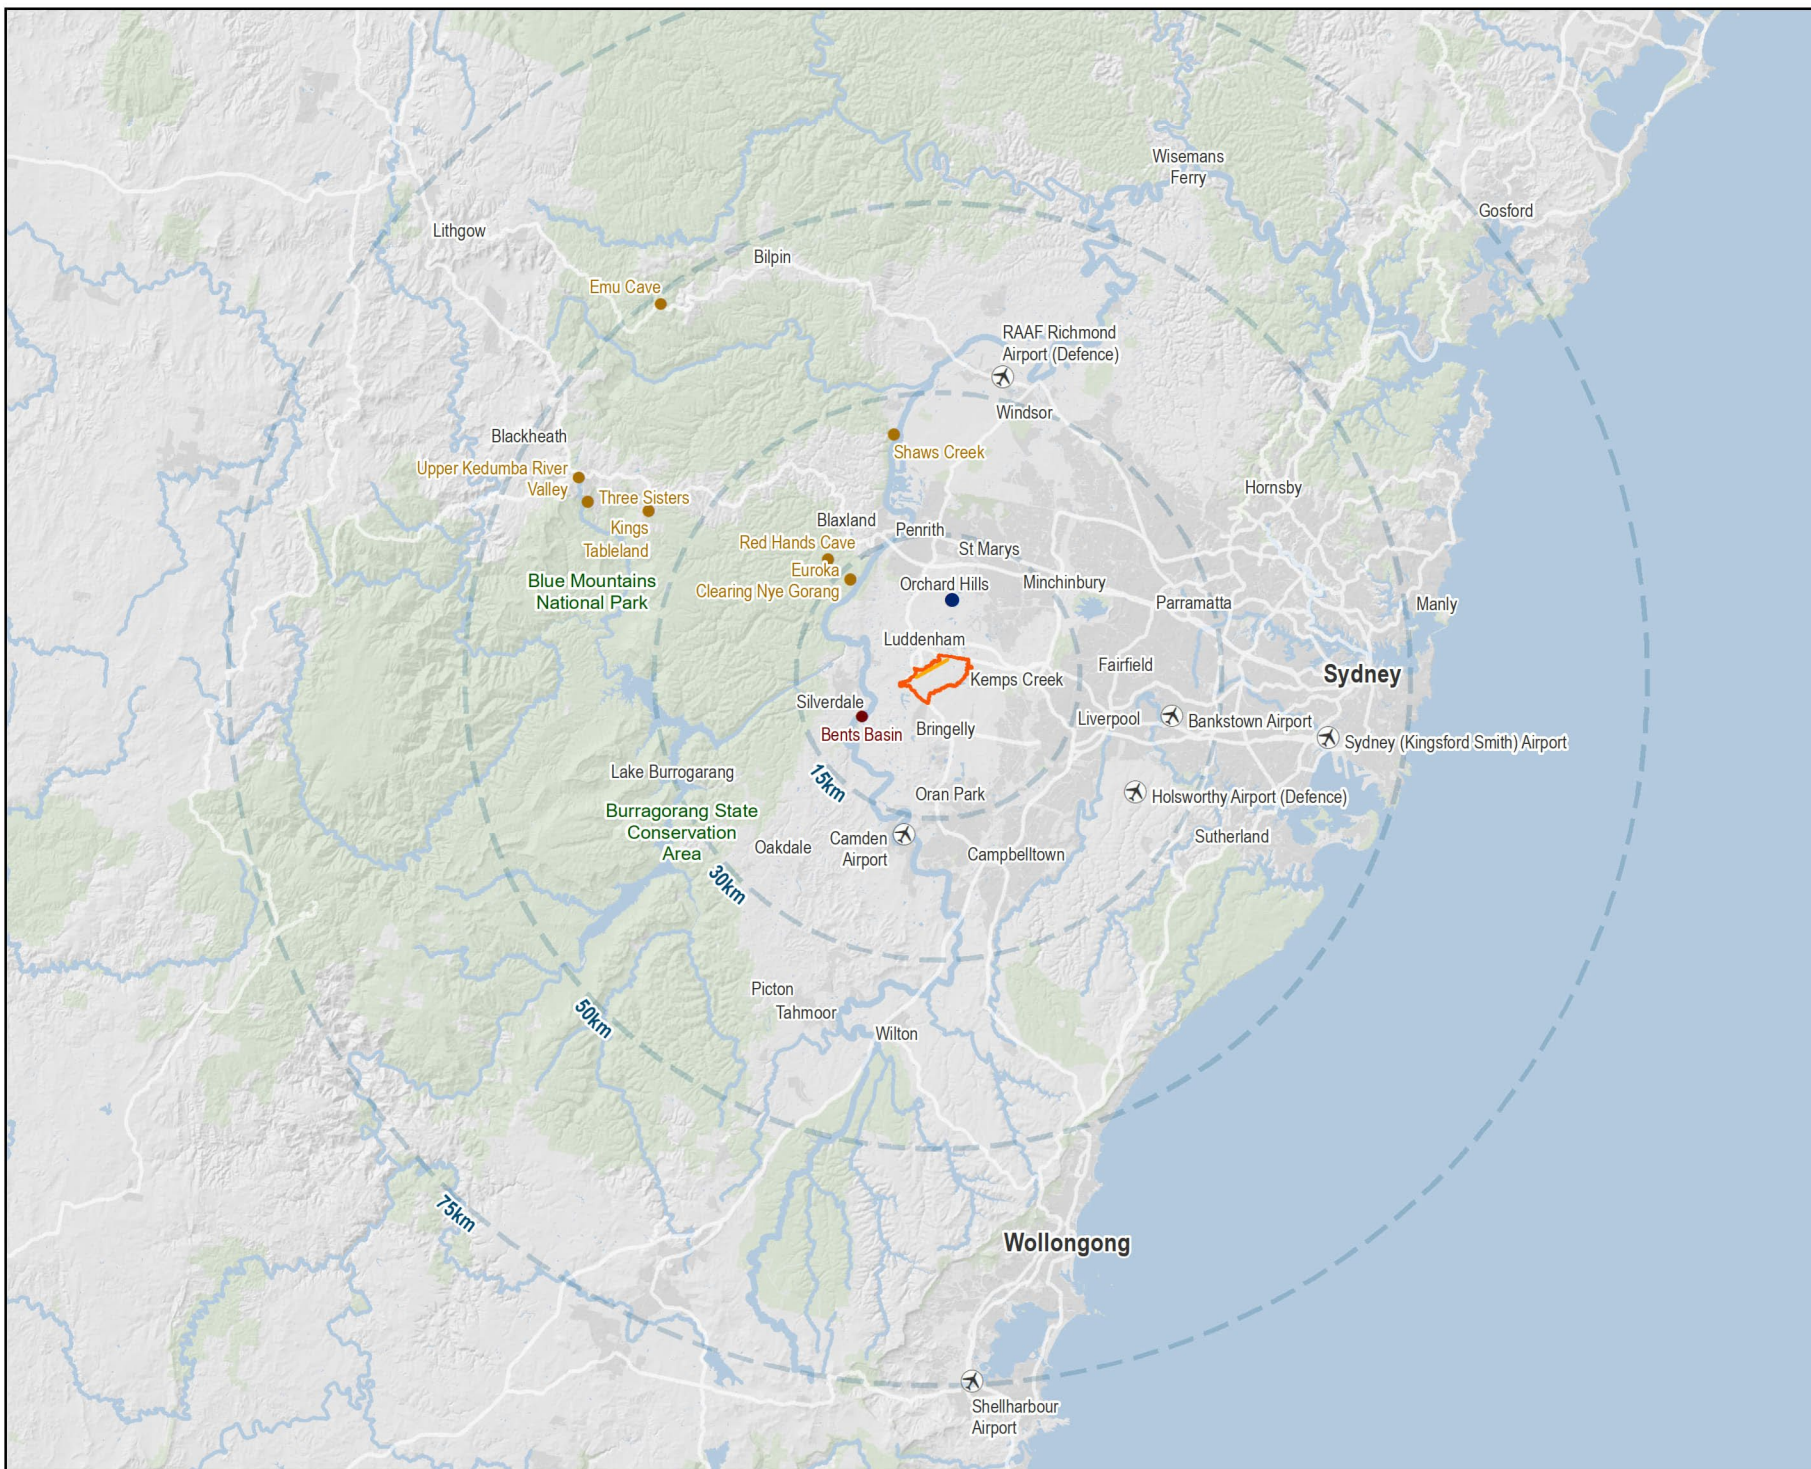 Wisemans
Ferry
Gosford
Lithgow
Bilpin
Emu Cave
RAAF Richmond
Airport (Defence)
Windsor
Blackheath
Shaws Creek
Upper Kedumba River
Valley
Three Sisters
Hornsby
Kings
Tableland
Blaxland
Penrith
Red Hands Cave
St Marys
Euroka
Clearing Nye Gorang
Orchard Hills
Minchinbury
Blue Mountains
National Park
Parramatta
Manly
Luddenham
Fairfield
Sydney
Kemps Creek
Silverdale
Bents Basin
Bringelly
Liverpool
Bankstown Airport
Sydney (Kingsford Smith) Airport
Lake Burrogarang
15km
Oran Park
Holsworthy Airport (Defence)
Burragorang State
Conservation
Area
Oakdale
Camden
Airport
Campbelltown
Sutherland
30km
Picton
Tahmoor
50km
Wilton
75km
Wollongong
Shellharbour
Airport